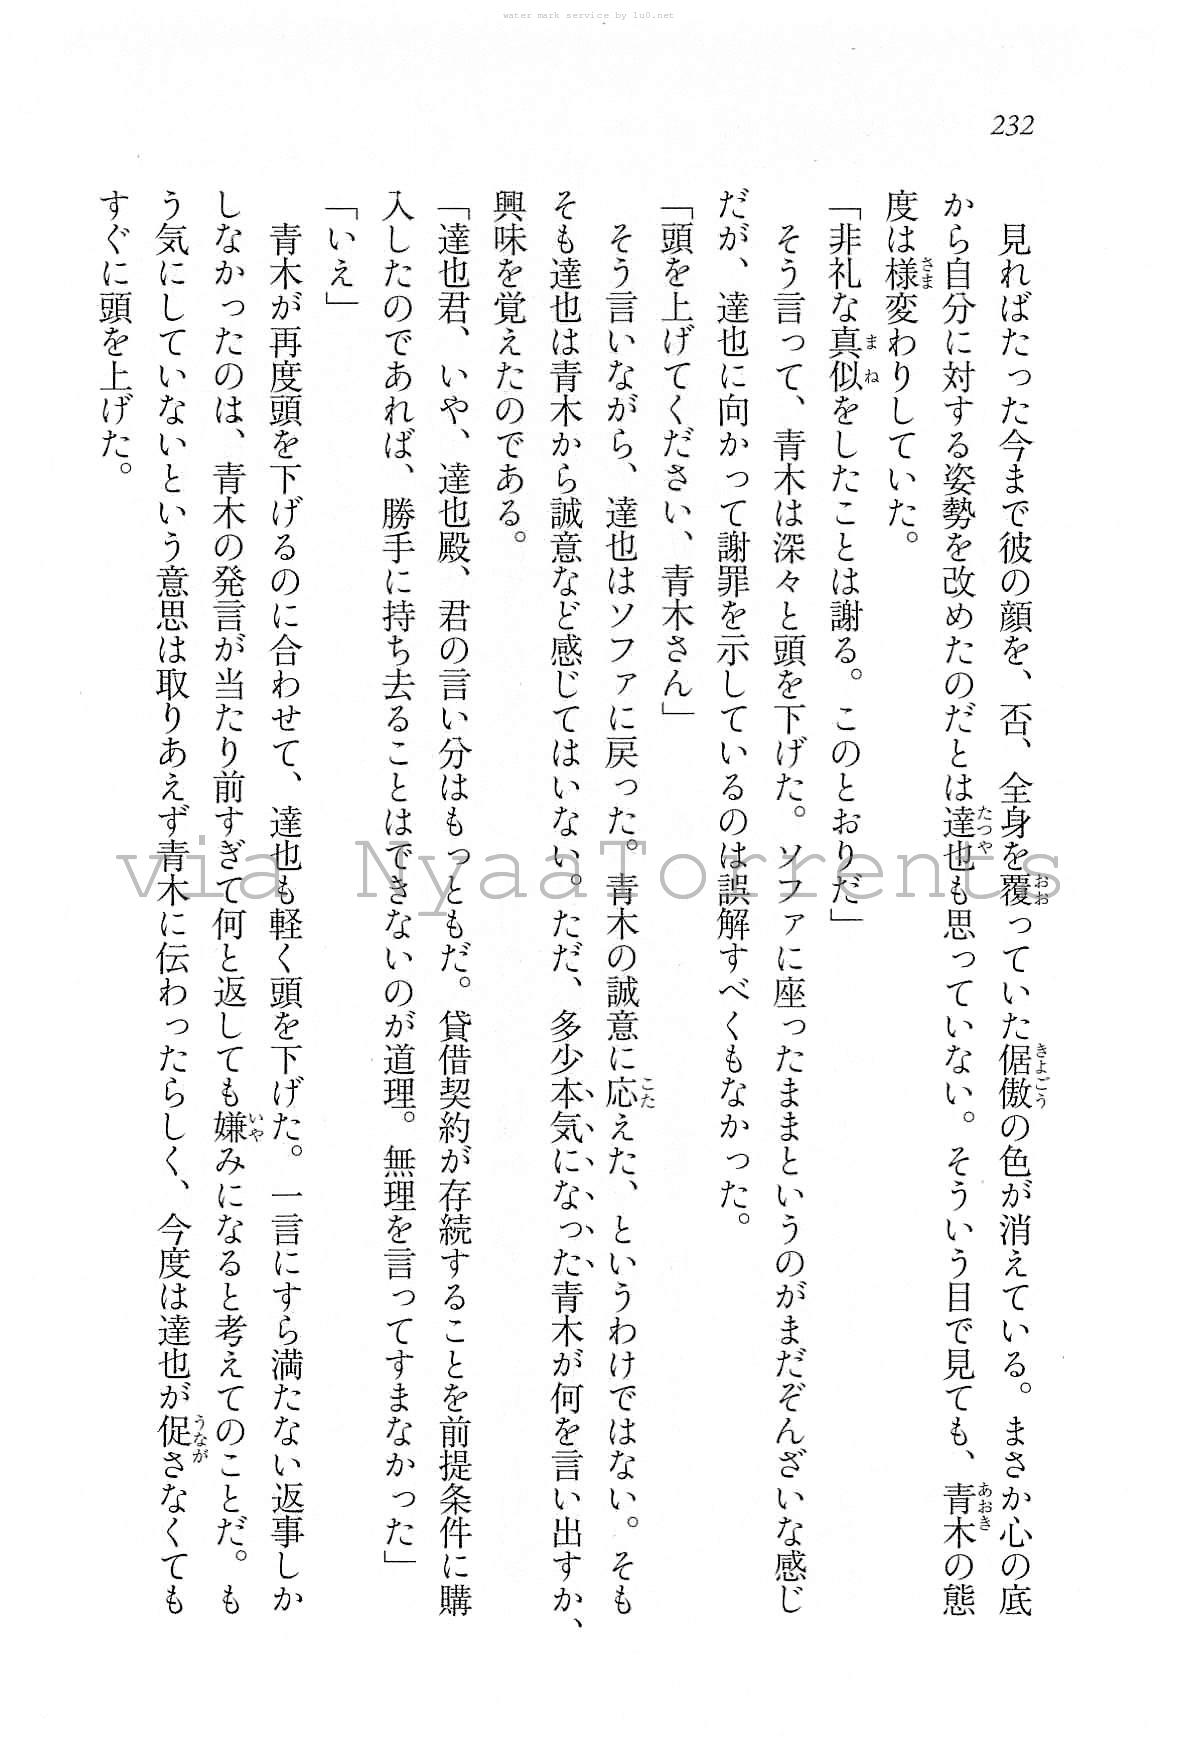 water mark service by 1u0.net
232
見ればたった今まで彼の顔を、否、全身を覆っていた倨傲の色が消えている。まさか心の底
から自分に対する姿勢を改めたのだとは達也も思っていない。そういう目で見ても、青木の態
度は様変わりしていた。
「非礼な真似をしたことは謝る。このとおりだ」
そう言って、青木は深々と頭を下げた。ソファに座ったままというのがまだぞんざいな感じ
だが、達也に向かって謝罪を示しているのは誤解すべくもなかった。
「頭を上げてください、青木さん」
そう言いながら、達也はソファに戻った。青木の誠意に応えた、というわけではない。そも
そも達也は青木から誠意など感じてはいない。ただ、多少本気になった青木が何を言い出すか、
興味を覚えたのである。
「達也君、いや、達也殿、君の言い分はもっともだ。貸借契約が存続することを前提条件に購
入したのであれば、勝手に持ち去ることはできないのが道理。無理を言ってすまなかった」
「いえ」
青木が再度頭を下げるのに合わせて、達也も軽く頭を下げた。一言にすら満たない返事しか
しなかったのは、青木の発言が当たり前すぎて何と返しても嫌みになると考えてのことだ。も
う気にしていないという意思は取りあえず青木に伝わったらしく、今度は達也が促さなくても
すぐに頭を上げた。
via NyaaTorrents